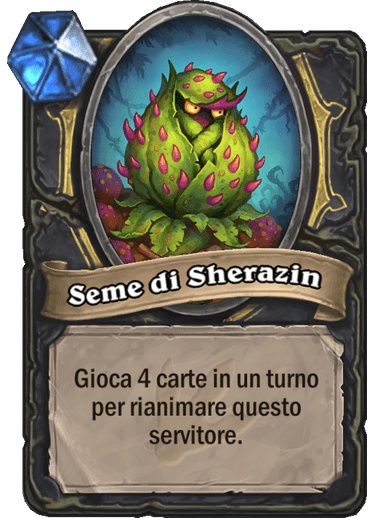 Seme di Sherazin
Gioca 4 carte in un turno
per rianimare questo
servitore.